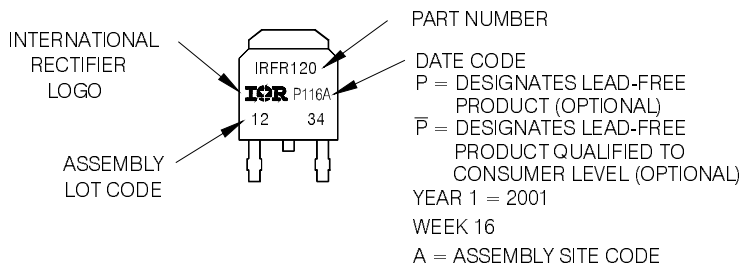 INTERNATIONAL
RECTIFIER
LOGO
ASSEMBLY
LOT CODE
IRFR120
IOR P116A
12 34
PART NUMBER
DATE CODE
P = DESIGNATES LEAD-FREE
PRODUCT (OPTIONAL)
P̅ = DESIGNATES LEAD-FREE
PRODUCT QUALIFIED TO
CONSUMER LEVEL (OPTIONAL)
YEAR 1 = 2001
WEEK 16
A = ASSEMBLY SITE CODE